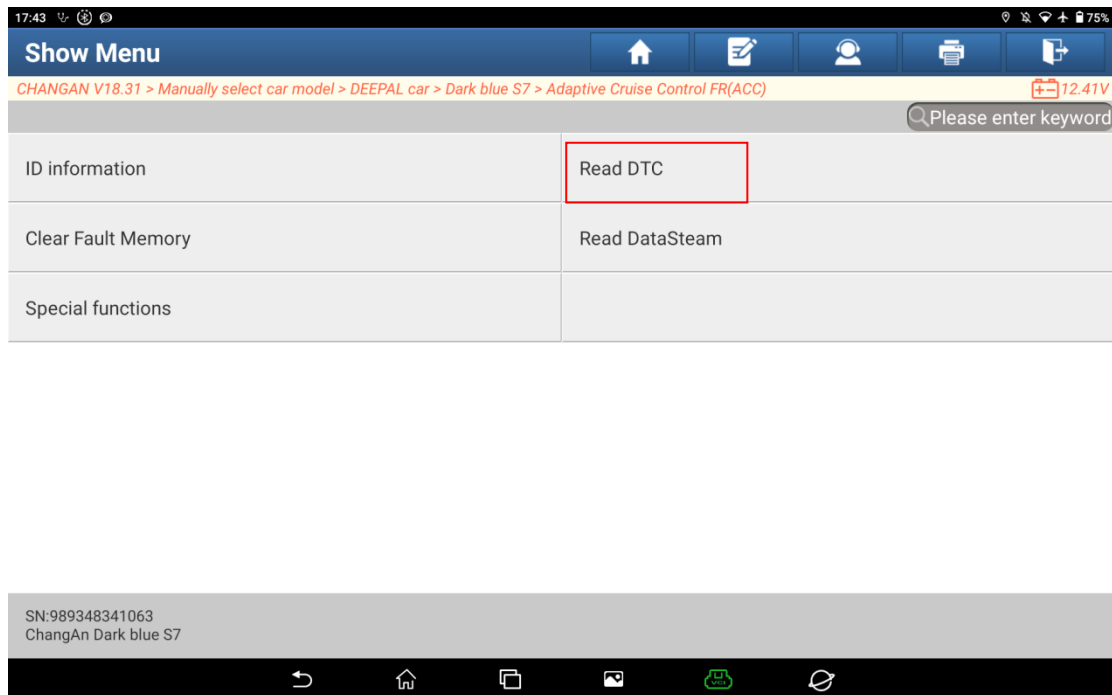 17:43
75%
Show Menu
CHANGAN V18.31 > Manually select car model > DEEPAL car > Dark blue S7 > Adaptive Cruise Control FR(ACC)
12.41V
Please enter keyword
ID information
Read DTC
Clear Fault Memory
Read DataSteam
Special functions
SN:989348341063
ChangAn Dark blue S7
VCI